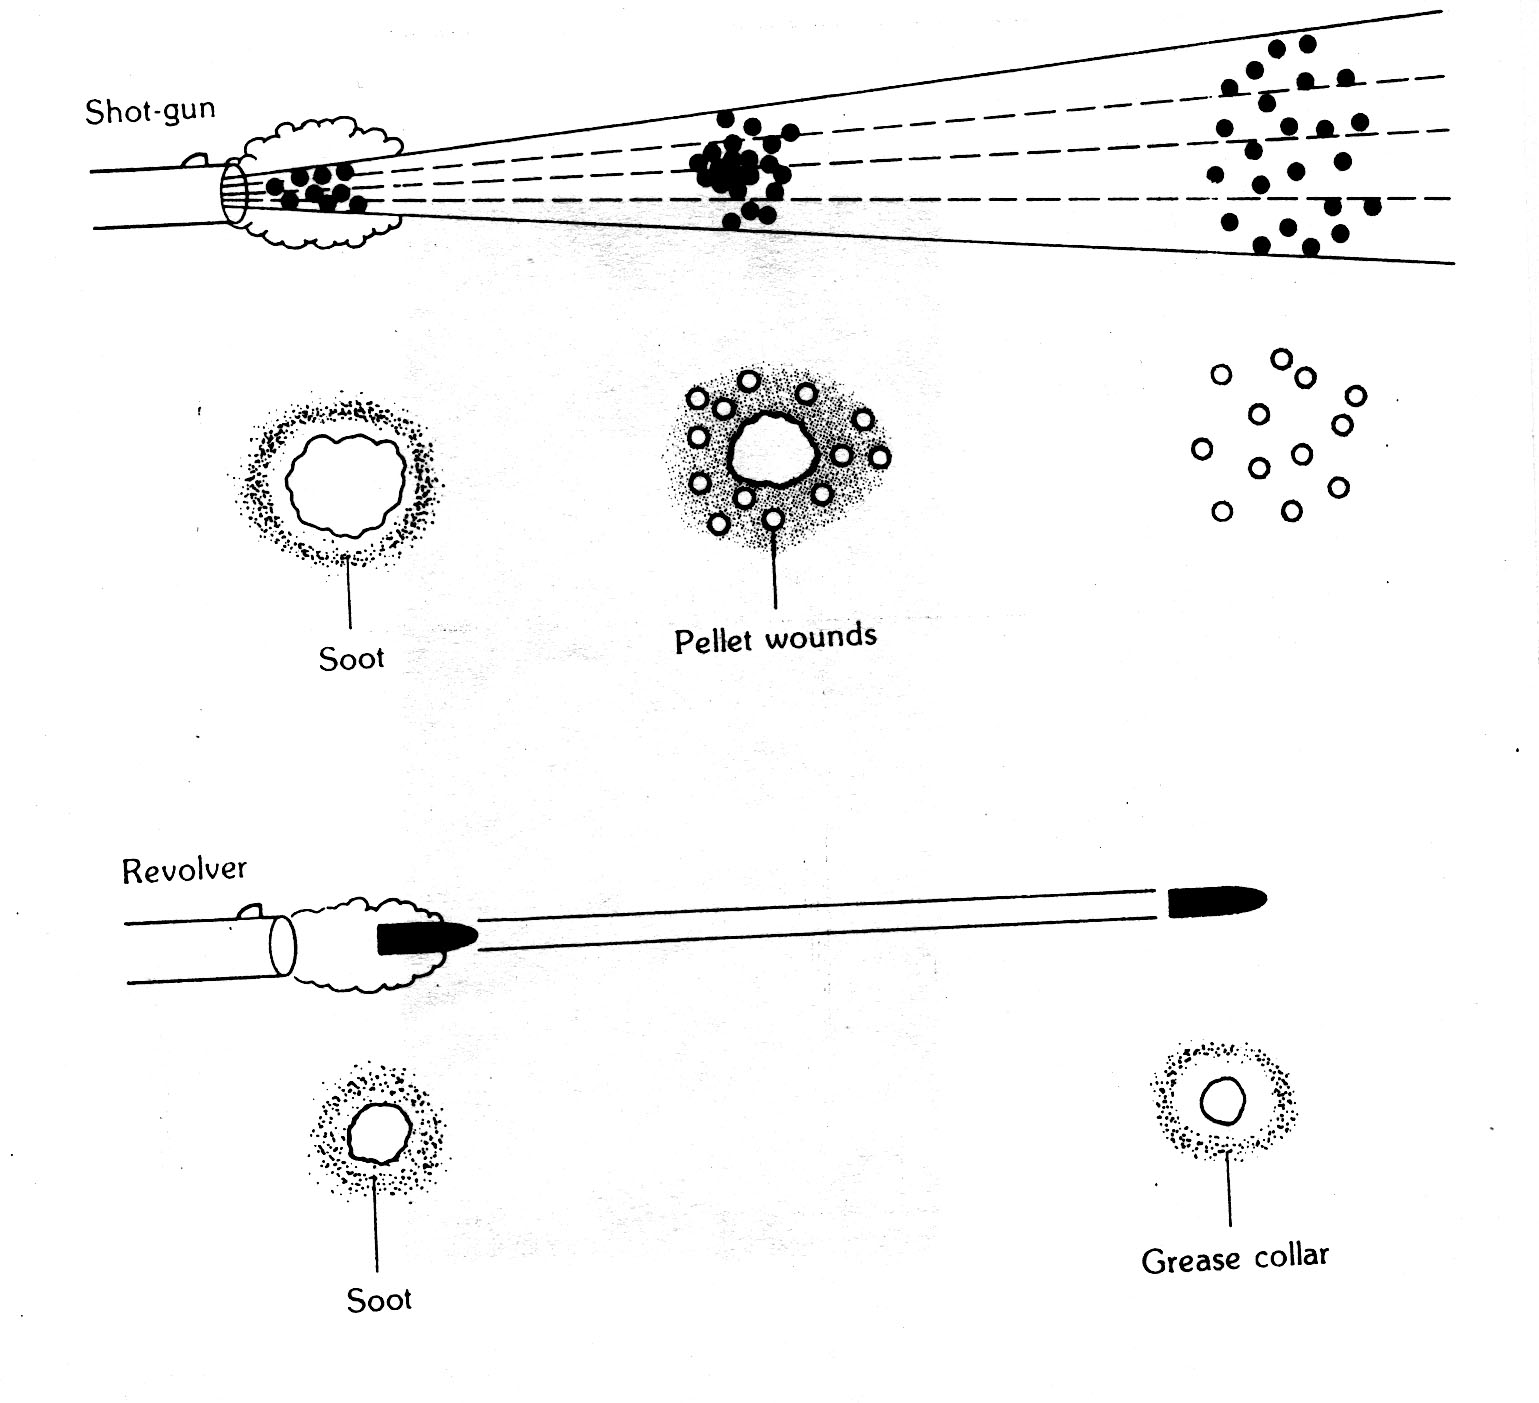 Shot-gun
Soot
Pellet wounds
Revolver
Soot
Grease collar